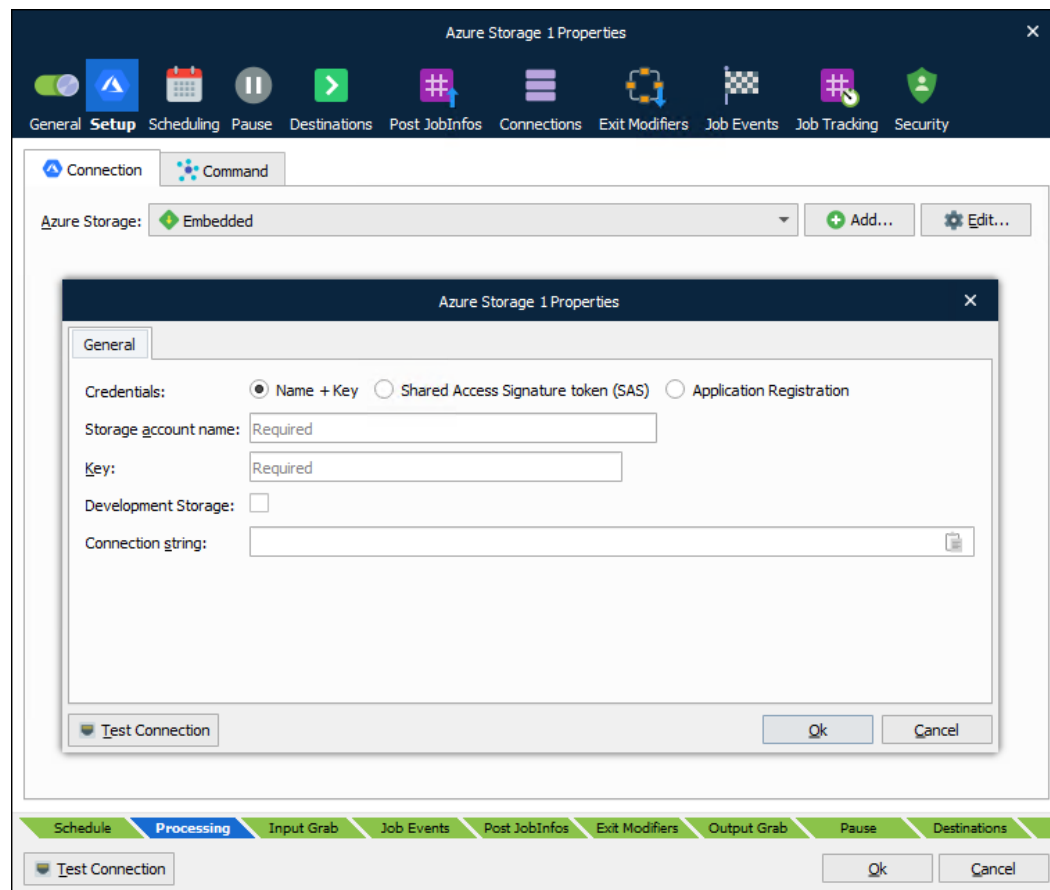 Azure Storage 1 Properties
General Setup Scheduling Pause Destinations Post JobInfos Connections Exit Modifiers Job Events Job Tracking Security
Connection Command
Azure Storage: Embedded Add... Edit...
Azure Storage 1 Properties
General
Credentials: Name + Key Shared Access Signature token (SAS) Application Registration
Storage account name: Required
Key: Required
Development Storage:
Connection string:
Test Connection Ok Cancel
Schedule Processing Input Grab Job Events Post JobInfos Exit Modifiers Output Grab Pause Destinations
Test Connection Ok Cancel